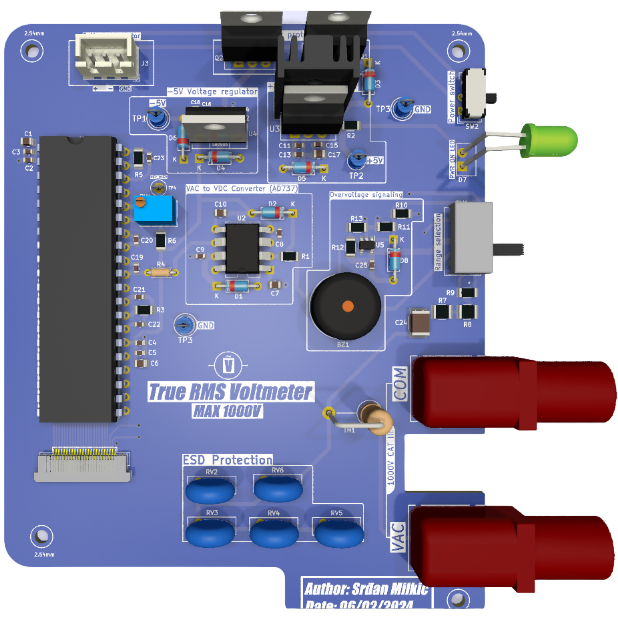 2.54mm
2.54mm
J3
-5V Voltage regulator
-5V
TP1
C18
C16
U4
D6
K
D4
K
Q2
K
D3
TP3
GND
R2
U3
C11
C13
C15
C17
D5
K
TP2
+5V
Power switch
SW2
D7
C1
C3
C2
C23
R5
C20
R6
C19
R4
C21
R3
C22
C4
C5
C6
VAC to VDC Converter (AD737)
C10
D2
K
U2
C8
C9
R1
K
D1
C7
Overvoltage signaling
R10
R13
R11
R12
U5
K
D8
C25
BZ1
Range selection
R9
R7
R8
C24
GND
TP3
V
True RMS Voltmeter
MAX 1000V
COM
TH1
1000V CAT III
VAC
ESD Protection
RV2
RV6
RV3
RV4
RV5
2.54mm
Author: Srdan Milkic
Date: 06/02/2024